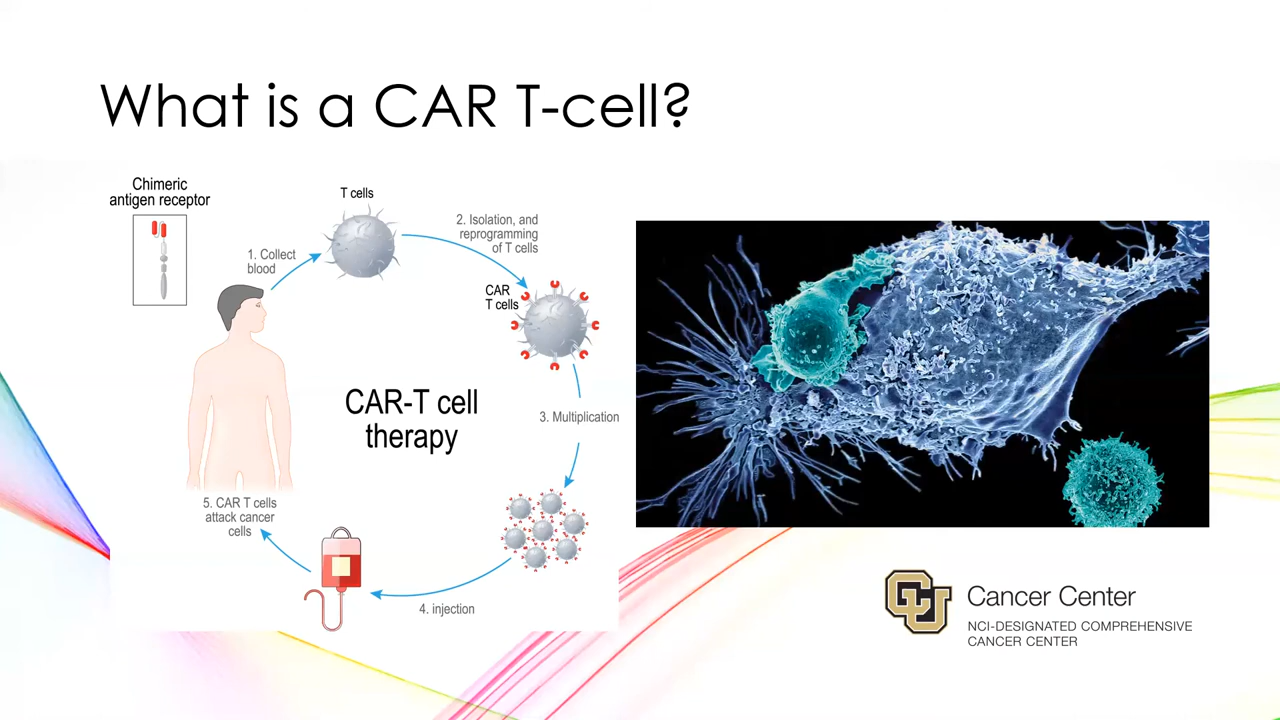 What is a CAR T-cell?
Chimeric
antigen receptor
T cells
1. Collect
blood
2. Isolation, and
reprogramming
of T cells
CAR
T cells
CAR-T cell
therapy
3. Multiplication
5. CAR T cells
attack cancer
cells
4. injection
CU
Cancer Center
NCI-DESIGNATED COMPREHENSIVE
CANCER CENTER